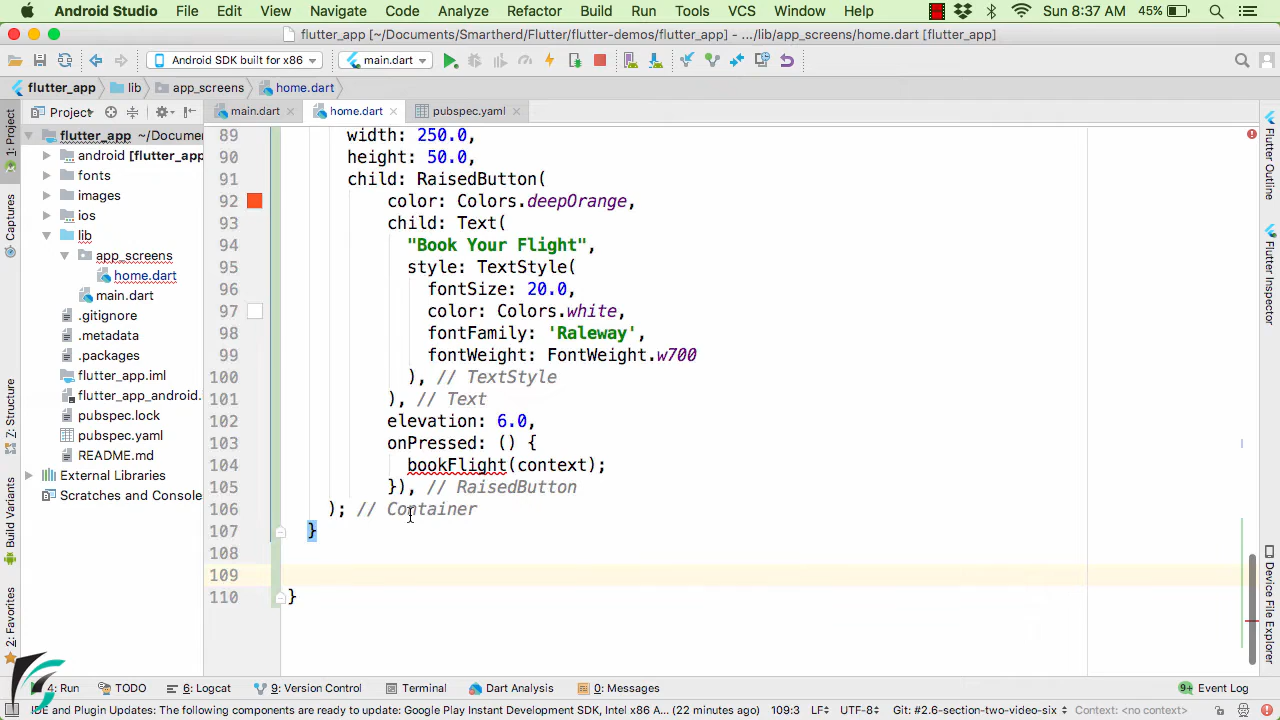 Android Studio File Edit View Navigate Code Analyze Refactor Build Run Tools VCS Window Help Sun 8:37 AM 45%
flutter_app [~/Documents/Smartherd/Flutter/flutter-demos/flutter_app] - .../lib/app_screens/home.dart [flutter_app]
Android SDK built for x86 main.dart
flutter_app lib app_screens home.dart
Project main.dart home.dart pubspec.yaml
1: Project
Captures
Z: Structure
Build Variants
2: Favorites
flutter_app ~/Documen
android [flutter_app
fonts
images
ios
lib
app_screens
home.dart
main.dart
.gitignore
.metadata
.packages
flutter_app.iml
flutter_app_android.
pubspec.lock
pubspec.yaml
README.md
External Libraries
Scratches and Console
89 width: 250.0,
90 height: 50.0,
91 child: RaisedButton(
92 color: Colors.deepOrange,
93 child: Text(
94 "Book Your Flight",
95 style: TextStyle(
96 fontSize: 20.0,
97 color: Colors.white,
98 fontFamily: 'Raleway',
99 fontWeight: FontWeight.w700
100 ), // TextStyle
101 ), // Text
102 elevation: 6.0,
103 onPressed: () {
104 bookFlight(context);
105 }), // RaisedButton
106 ); // Container
107 }
108
109
110 }
Flutter Outline
Flutter Inspector
Device File Explorer
4: Run TODO 6: Logcat 9: Version Control Terminal Dart Analysis 0: Messages 9+ Event Log
IDE and Plugin Updates: The following components are ready to update: Google Play Instant Development SDK, Intel x86 A... (22 minutes ago) 109:3 LF UTF-8 Git: #2.6-section-two-video-six Context: <no context>